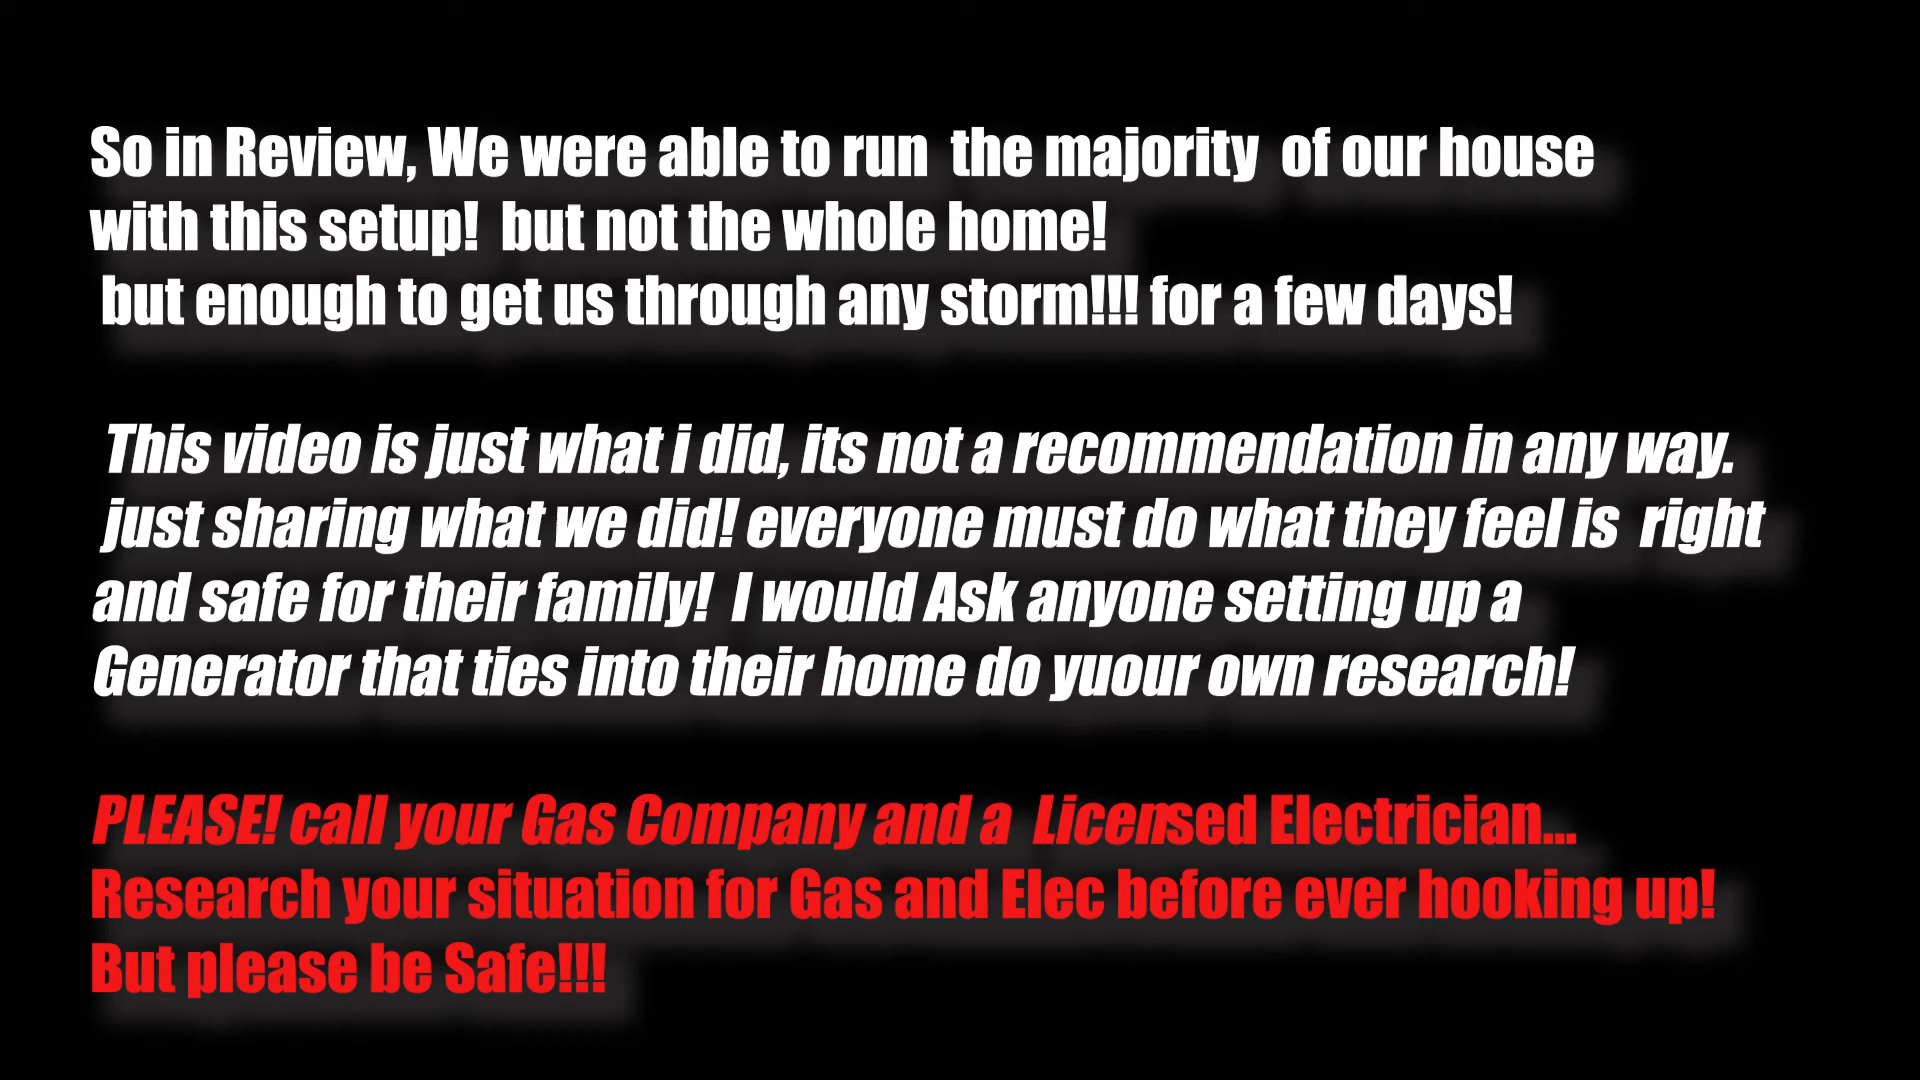 So in Review, We were able to run  the majority  of our house
with this setup!  but not the whole home!
but enough to get us through any storm!!! for a few days!
This video is just what i did, its not a recommendation in any way.
just sharing what we did! everyone must do what they feel is  right
and safe for their family!  I would Ask anyone setting up a
Generator that ties into their home do yuour own research!
PLEASE! call your Gas Company and a  Licensed Electrician...
Research your situation for Gas and Elec before ever hooking up!
But please be Safe!!!